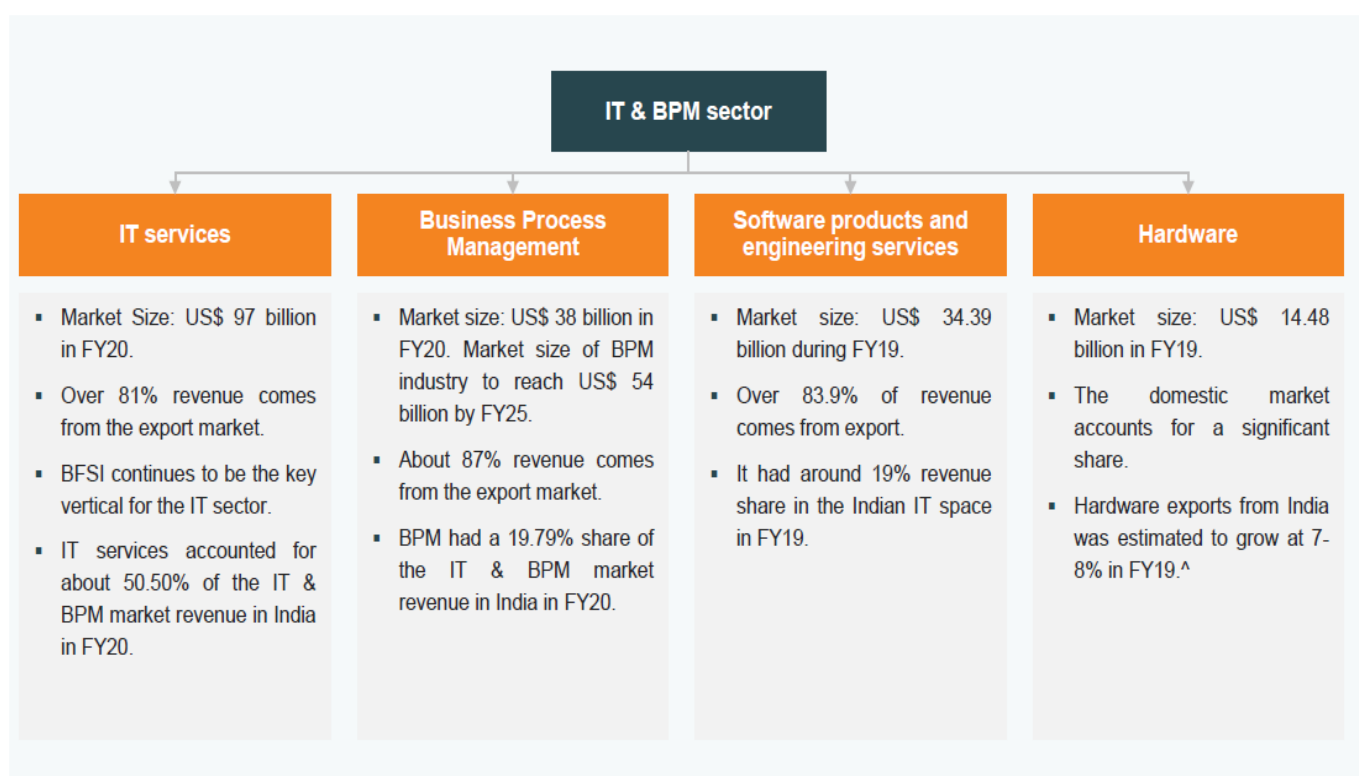 IT & BPM sector
IT services
Market Size: US$ 97 billion
in FY20.
▪ Over 81% revenue comes
from the export market.
▪ BFSI continues to be the key
vertical for the IT sector.
▪ IT services accounted for
about 50.50% of the IT &
BPM market revenue in India
in FY20.
Business Process
Management
▪ Market size: US$ 38 billion in
FY20. Market size of BPM
industry to reach US$ 54
billion by FY25.
▪ About 87% revenue comes
from the export market.
▪ BPM had a 19.79% share of
the IT & BPM market
revenue in India in FY20.
Software products and
engineering services
▪ Market size: US$ 34.39
billion during FY19.
▪ Over 83.9% of revenue
comes from export.
▪ It had around 19% revenue
share in the Indian IT space
in FY19.
Hardware
▪ Market size: US$ 14.48
billion in FY19.
▪ The domestic market
accounts for a significant
share.
▪ Hardware exports from India
was estimated to grow at 7-
8% in FY19.^